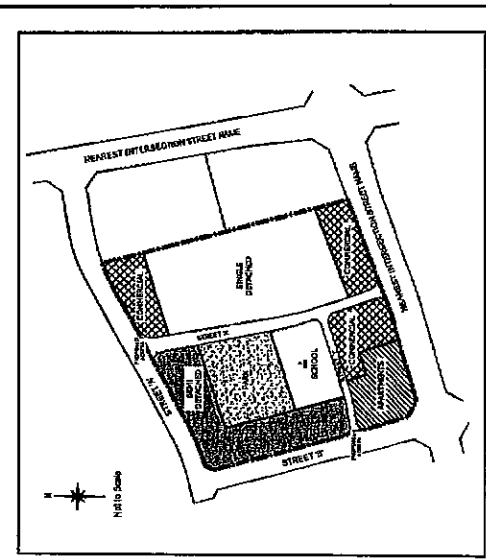 NEAREST INTERSECTION STREET NAME
STREET 'A'
COMMERCIAL
SEMI
DETACHED
STREET 'X'
SINGLE
DETACHED
PARK
SCHOOL
COMMERCIAL
COMMERCIAL
APARTMENTS
STREET 'B'
NEAREST INTERSECTION STREET NAME
N
Not to Scale